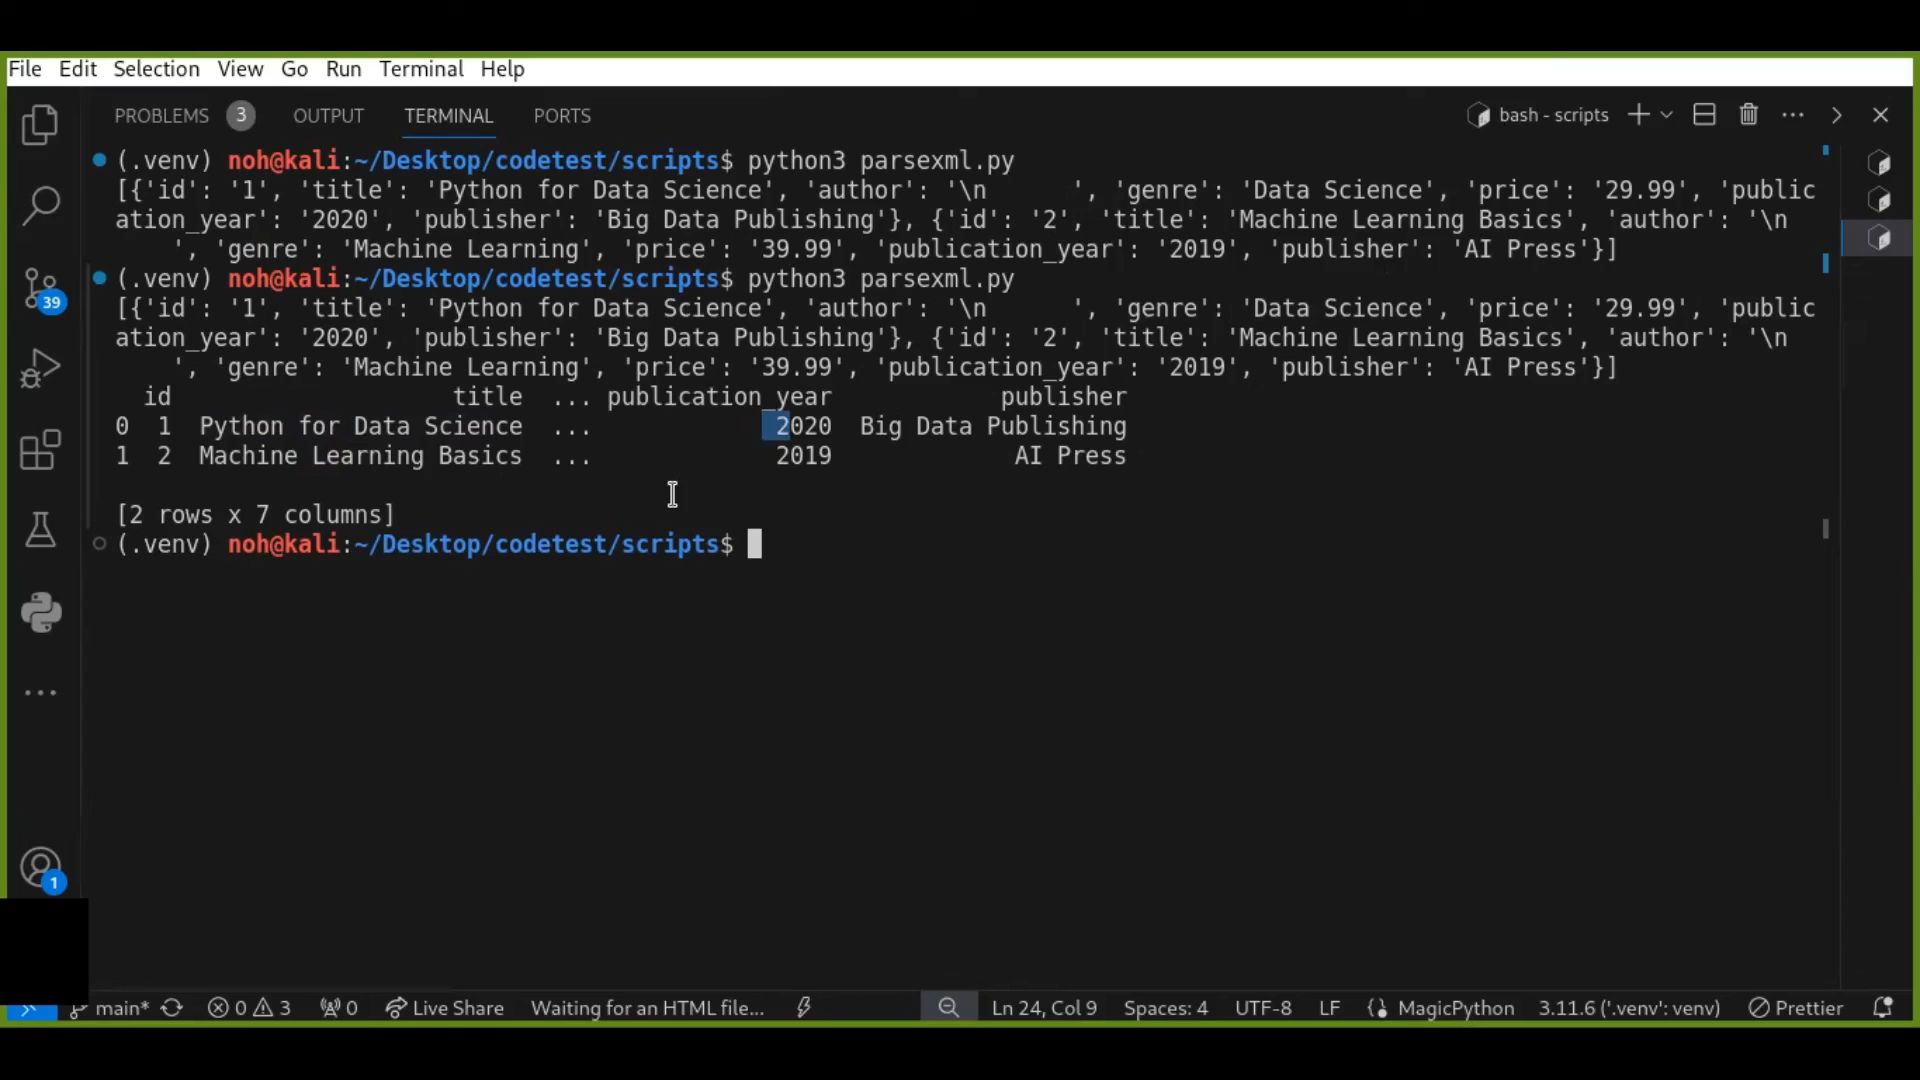 File Edit Selection View Go Run Terminal Help
PROBLEMS 3 OUTPUT TERMINAL PORTS bash - scripts
(.venv) noh@kali:~/Desktop/codetest/scripts$ python3 parsexml.py
[{'id': '1', 'title': 'Python for Data Science', 'author': '\n      ', 'genre': 'Data Science', 'price': '29.99', 'public
ation_year': '2020', 'publisher': 'Big Data Publishing'}, {'id': '2', 'title': 'Machine Learning Basics', 'author': '\n
    ', 'genre': 'Machine Learning', 'price': '39.99', 'publication_year': '2019', 'publisher': 'AI Press'}]
(.venv) noh@kali:~/Desktop/codetest/scripts$ python3 parsexml.py
[{'id': '1', 'title': 'Python for Data Science', 'author': '\n      ', 'genre': 'Data Science', 'price': '29.99', 'public
ation_year': '2020', 'publisher': 'Big Data Publishing'}, {'id': '2', 'title': 'Machine Learning Basics', 'author': '\n
    ', 'genre': 'Machine Learning', 'price': '39.99', 'publication_year': '2019', 'publisher': 'AI Press'}]
  id                    title  ... publication_year            publisher
0  1  Python for Data Science  ...             2020  Big Data Publishing
1  2  Machine Learning Basics  ...             2019             AI Press
[2 rows x 7 columns]
(.venv) noh@kali:~/Desktop/codetest/scripts$
39
1
main* 0 3 0 Live Share Waiting for an HTML file... Ln 24, Col 9 Spaces: 4 UTF-8 LF MagicPython 3.11.6 ('.venv': venv) Prettier